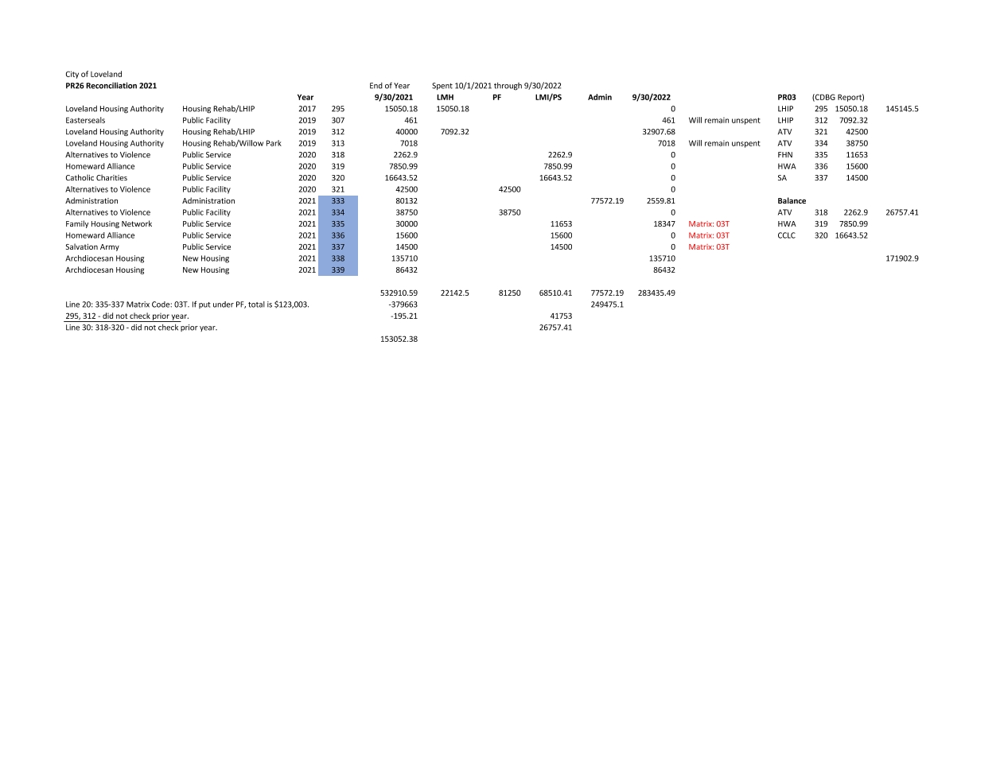 City of Loveland
PR26 Reconciliation 2021 End of Year Spent 10/1/2021 through 9/30/2022
Year 9/30/2021 LMH PF LMI/PS Admin 9/30/2022 PR03 (CDBG Report)
Loveland Housing Authority Housing Rehab/LHIP 2017 295 15050.18 15050.18 0 LHIP 295 15050.18 145145.5
Easterseals Public Facility 2019 307 461 461 Will remain unspent LHIP 312 7092.32
Loveland Housing Authority Housing Rehab/LHIP 2019 312 40000 7092.32 32907.68 ATV 321 42500
Loveland Housing Authority Housing Rehab/Willow Park 2019 313 7018 7018 Will remain unspent ATV 334 38750
Alternatives to Violence Public Service 2020 318 2262.9 2262.9 0 FHN 335 11653
Homeward Alliance Public Service 2020 319 7850.99 7850.99 0 HWA 336 15600
Catholic Charities Public Service 2020 320 16643.52 16643.52 0 SA 337 14500
Alternatives to Violence Public Facility 2020 321 42500 42500 0
Administration Administration 2021 333 80132 77572.19 2559.81 Balance
Alternatives to Violence Public Facility 2021 334 38750 38750 0 ATV 318 2262.9 26757.41
Family Housing Network Public Service 2021 335 30000 11653 18347 Matrix: 03T HWA 319 7850.99
Homeward Alliance Public Service 2021 336 15600 15600 0 Matrix: 03T CCLC 320 16643.52
Salvation Army Public Service 2021 337 14500 14500 0 Matrix: 03T
Archdiocesan Housing New Housing 2021 338 135710 135710 171902.9
Archdiocesan Housing New Housing 2021 339 86432 86432
532910.59 22142.5 81250 68510.41 77572.19 283435.49
Line 20: 335-337 Matrix Code: 03T. If put under PF, total is $123,003. -379663 249475.1
295, 312 - did not check prior year. -195.21 41753
Line 30: 318-320 - did not check prior year. 26757.41
153052.38